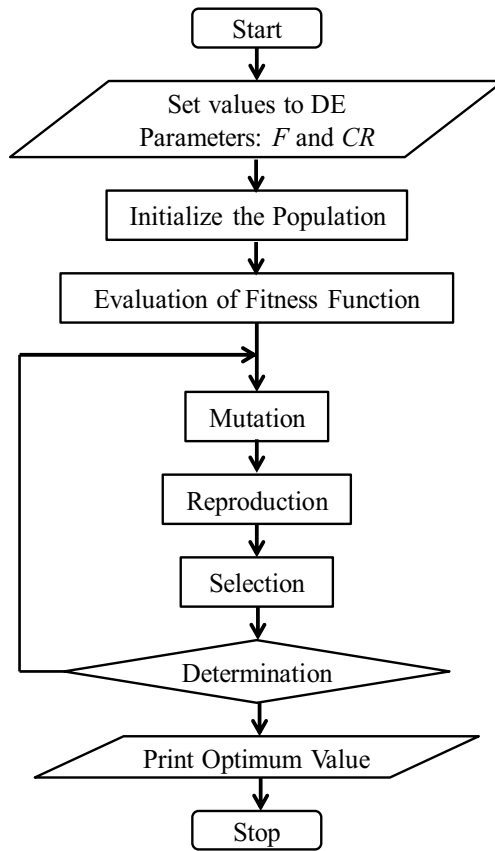 Start
Set values to DE
Parameters: F and CR
Initialize the Population
Evaluation of Fitness Function
Mutation
Reproduction
Selection
Determination
Print Optimum Value
Stop